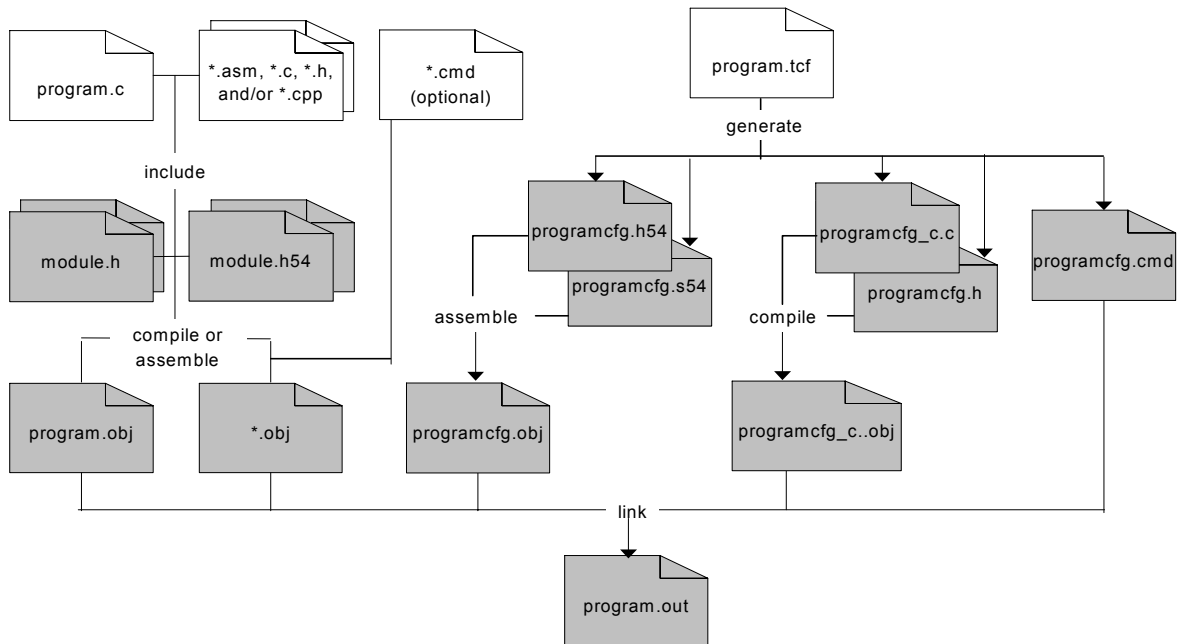 program.c
*.asm, *.c, *.h,
and/or *.cpp
*.cmd
(optional)
program.tcf
generate
include
module.h
module.h54
programcfg.h54
programcfg.s54
programcfg_c.c
programcfg.h
programcfg.cmd
compile or
assemble
assemble
compile
program.obj
*.obj
programcfg.obj
programcfg_c..obj
link
program.out